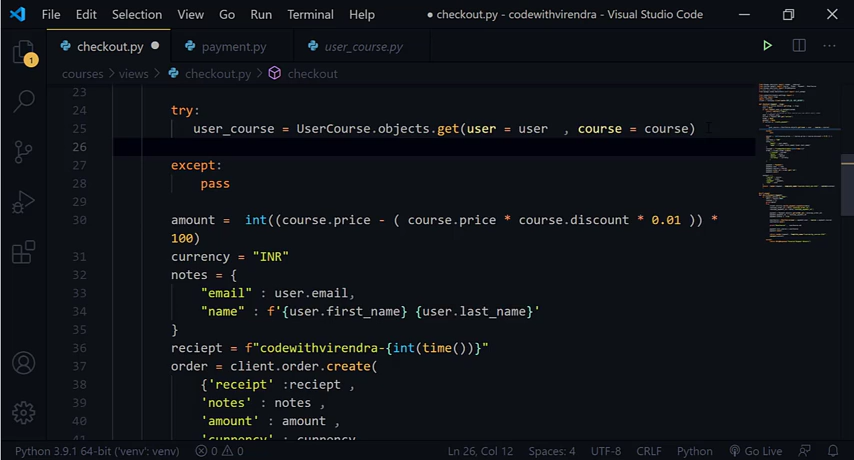 File Edit Selection View Go Run Terminal Help ● checkout.py - codewithvirendra - Visual Studio Code
checkout.py ● payment.py user_course.py
1
courses > views > checkout.py > checkout
23
24 try:
25 user_course = UserCourse.objects.get(user = user , course = course)
26
27 except:
28 pass
29
30 amount = int((course.price - ( course.price * course.discount * 0.01 )) *
100)
31 currency = "INR"
32 notes = {
33 "email" : user.email,
34 "name" : f'{user.first_name} {user.last_name}'
35 }
36 reciept = f"codewithvirendra-{int(time())}"
37 order = client.order.create(
38 {'receipt' :reciept ,
39 'notes' : notes ,
40 'amount' : amount ,
41 'currency' : currency
Python 3.9.1 64-bit ('venv': venv) 0 0 Ln 26, Col 12 Spaces: 4 UTF-8 CRLF Python Go Live